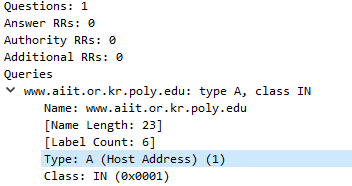 Questions: 1
Answer RRs: 0
Authority RRs: 0
Additional RRs: 0
Queries
www.aiit.or.kr.poly.edu: type A, class IN
Name: www.aiit.or.kr.poly.edu
[Name Length: 23]
[Label Count: 6]
Type: A (Host Address) (1)
Class: IN (0x0001)